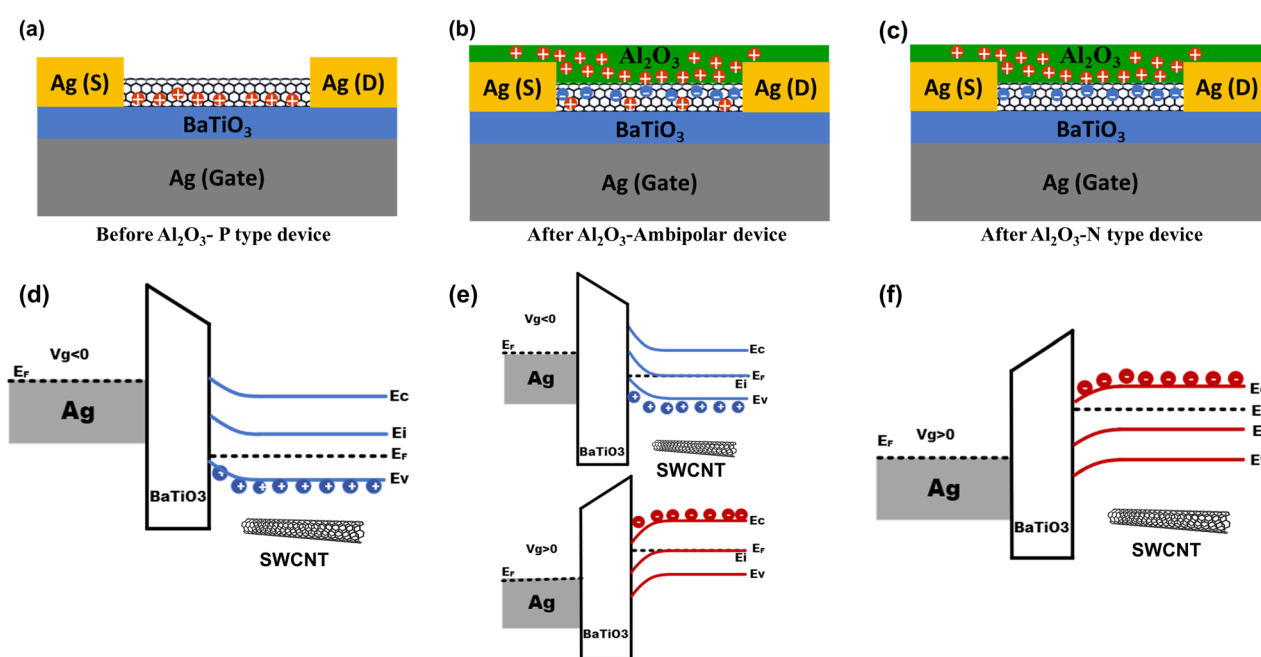 (a)
Ag (S)
Ag (D)
BaTiO₃
Ag (Gate)
Before Al₂O₃- P type device
(b)
Al₂O₃
Ag (S)
Ag (D)
BaTiO₃
Ag (Gate)
After Al₂O₃-Ambipolar device
(c)
Al₂O₃
Ag (S)
Ag (D)
BaTiO₃
Ag (Gate)
After Al₂O₃-N type device
(d)
Vg<0
EF
Ag
BaTiO3
Ec
Ei
EF
Ev
SWCNT
(e)
Vg<0
EF
Ag
BaTiO3
Ec
EF
Ei
Ev
SWCNT
Vg>0
EF
Ag
BaTiO3
Ec
EF
Ei
Ev
(f)
Vg>0
EF
Ag
BaTiO3
SWCNT